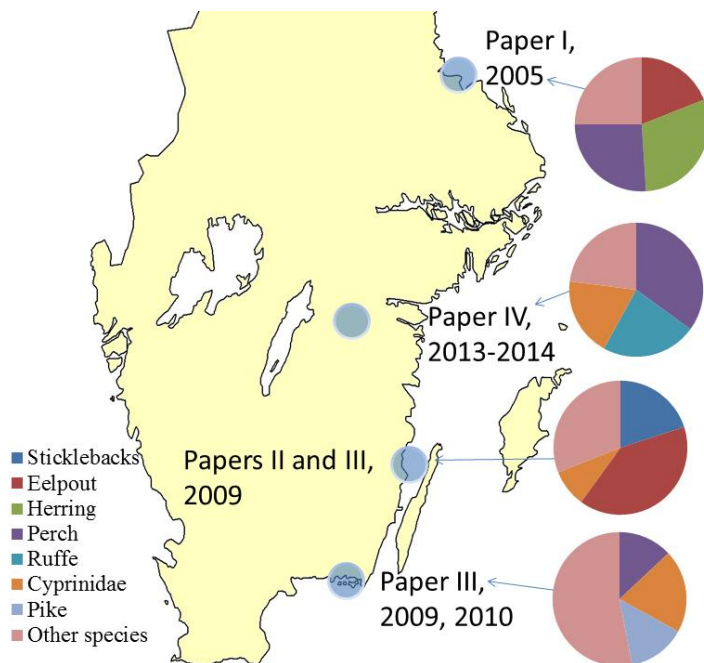 Paper I,
2005
Paper IV,
2013-2014
Papers II and III,
2009
Paper III,
2009, 2010
Sticklebacks
Eelpout
Herring
Perch
Ruffe
Cyprinidae
Pike
Other species